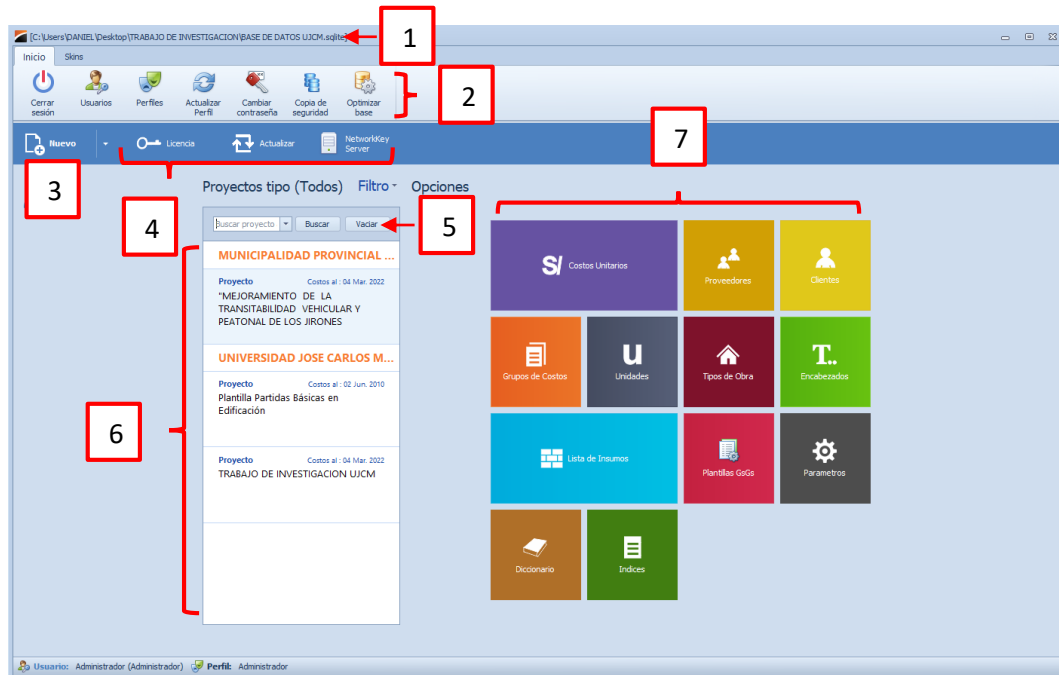 [C:\Users\DANIEL\Desktop\TRABAJO DE INVESTIGACION\BASE DE DATOS UJCM.sqlite]
1
Inicio Skins
Cerrar sesión
Usuarios
Perfiles
Actualizar Perfil
Cambiar contraseña
Copia de seguridad
Optimizar base
2
Nuevo
Licencia
Actualizar
NetworkKey Server
7
3
4
Proyectos tipo (Todos) Filtro Opciones
Buscar proyecto Buscar Vaciar
5
MUNICIPALIDAD PROVINCIAL ...
Proyecto Costos al : 04 Mar. 2022
"MEJORAMIENTO DE LA
TRANSITABILIDAD VEHICULAR Y
PEATONAL DE LOS JIRONES
UNIVERSIDAD JOSE CARLOS M...
Proyecto Costos al : 02 Jun. 2010
Plantilla Partidas Básicas en
Edificación
6
Proyecto Costos al : 04 Mar. 2022
TRABAJO DE INVESTIGACION UJCM
S/ Costos Unitarios
Proveedores
Clientes
Grupos de Costos
u
Unidades
Tipos de Obra
T..
Encabezados
Lista de Insumos
Plantillas GsGs
Parametros
Diccionario
Indices
Usuario: Administrador (Administrador) Perfil: Administrador